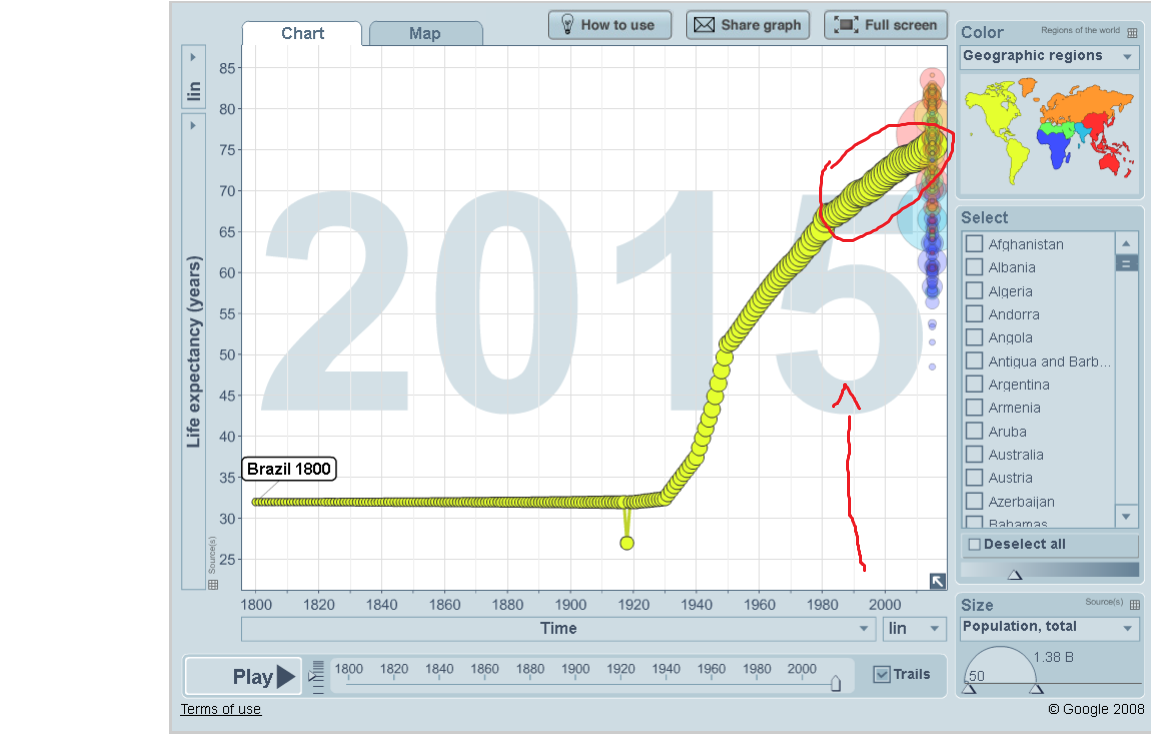 Chart
Map
How to use
Share graph
Full screen
Color
Regions of the world
Geographic regions
lin
Life expectancy (years)
Source(s)
85
80
75
70
65
60
55
50
45
40
35
30
25
2015
Brazil 1800
1800 1820 1840 1860 1880 1900 1920 1940 1960 1980 2000
Time
lin
Select
Afghanistan
Albania
Algeria
Andorra
Angola
Antigua and Barb...
Argentina
Armenia
Aruba
Australia
Austria
Azerbaijan
Bahamas
Deselect all
Size
Source(s)
Population, total
1.38 B
50
Play
1800 1820 1840 1860 1880 1900 1920 1940 1960 1980 2000
Trails
Terms of use
© Google 2008